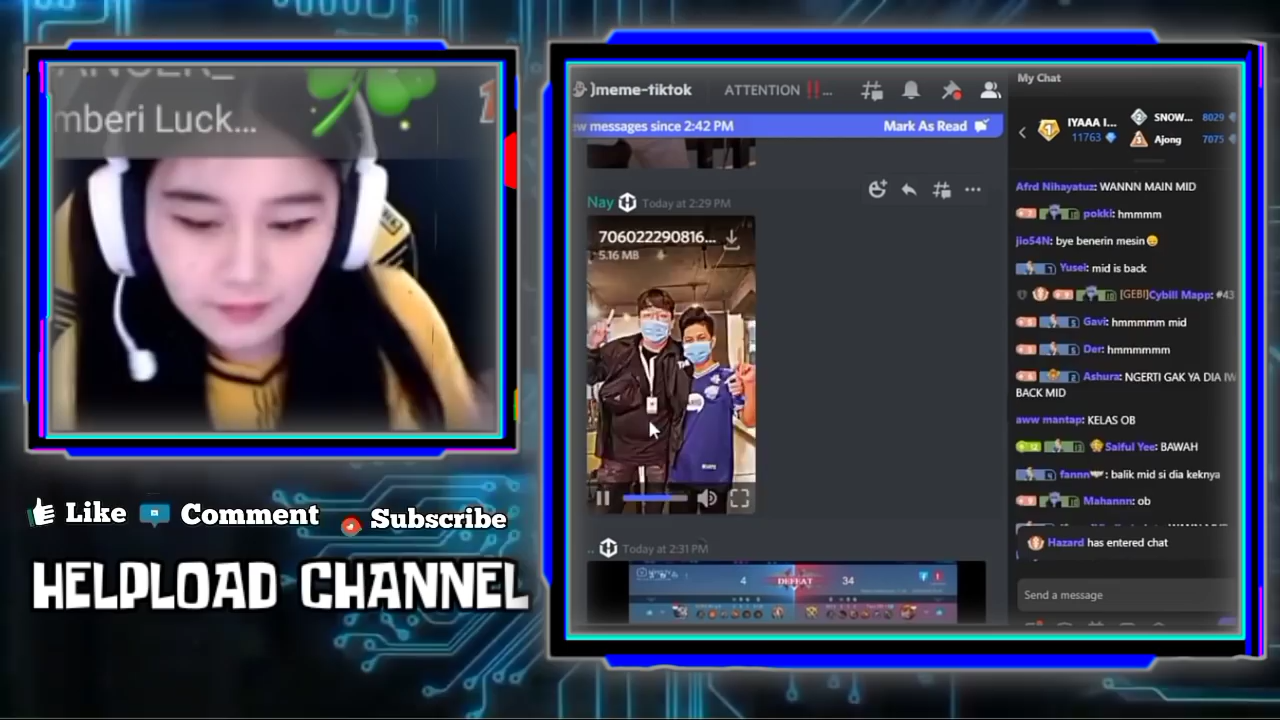 mberi Luck...
Like
Comment
Subscribe
HELPLOAD CHANNEL
)meme-tiktok
ATTENTION ‼️...
ew messages since 2:42 PM
Mark As Read
Nay Today at 2:29 PM
706022290816...
5.16 MB
.. Today at 2:31 PM
4 DEFEAT 34
My Chat
IYAAA I...
11763
SNOW... 8029
Ajong 7075
Afrd Nihayatuz: WANNN MAIN MID
pokki: hmmmm
jio54N: bye benerin mesin😊
Yusei: mid is back
[GEBI]Cybill Mapp: #43
Gavi: hmmmmm mid
Der: hmmmmmm
Ashura: NGERTI GAK YA DIA IW
BACK MID
aww mantap: KELAS OB
Saiful Yee: BAWAH
fannn: balik mid si dia keknya
Mahannn: ob
Hazard has entered chat
Send a message